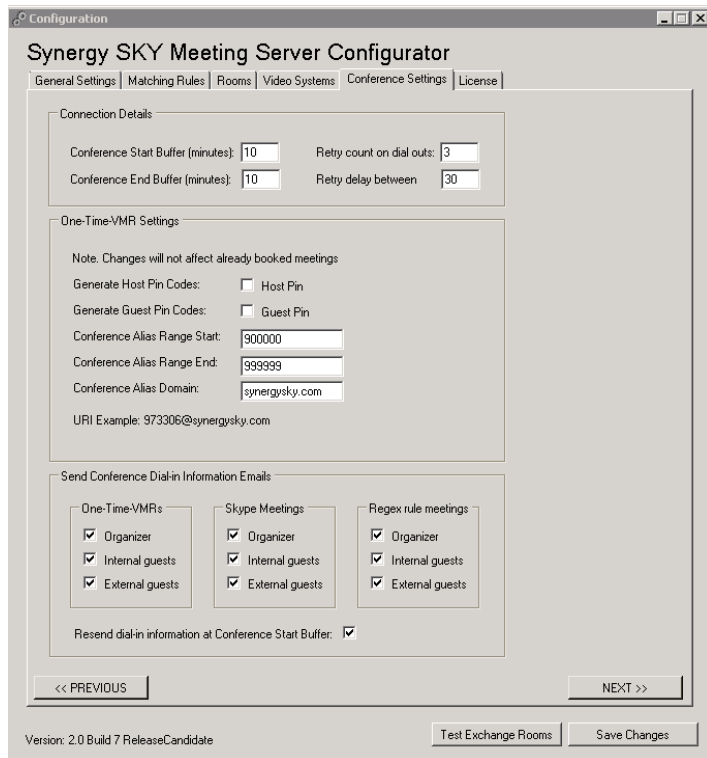 Configuration
Synergy SKY Meeting Server Configurator
General Settings Matching Rules Rooms Video Systems Conference Settings License
Connection Details
Conference Start Buffer (minutes): 10 Retry count on dial outs: 3
Conference End Buffer (minutes): 10 Retry delay between 30
One-Time-VMR Settings
Note. Changes will not affect already booked meetings
Generate Host Pin Codes: Host Pin
Generate Guest Pin Codes: Guest Pin
Conference Alias Range Start: 900000
Conference Alias Range End: 999999
Conference Alias Domain: synergysky.com
URI Example: 973306@synergysky.com
Send Conference Dial-in Information Emails
One-Time-VMRs Skype Meetings Regex rule meetings
Organizer Organizer Organizer
Internal guests Internal guests Internal guests
External guests External guests External guests
Resend dial-in information at Conference Start Buffer:
<< PREVIOUS NEXT >>
Version: 2.0 Build 7 ReleaseCandidate Test Exchange Rooms Save Changes